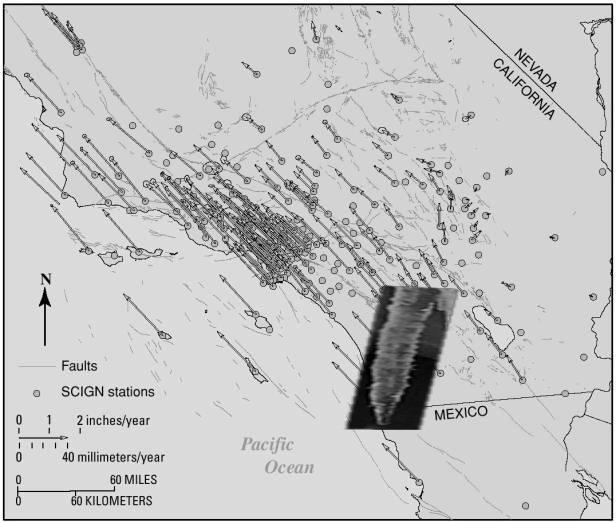 NEVADA
CALIFORNIA
N
Faults
SCIGN stations
0 1 2 inches/year
0 40 millimeters/year
0 60 MILES
0 60 KILOMETERS
Pacific
Ocean
MEXICO